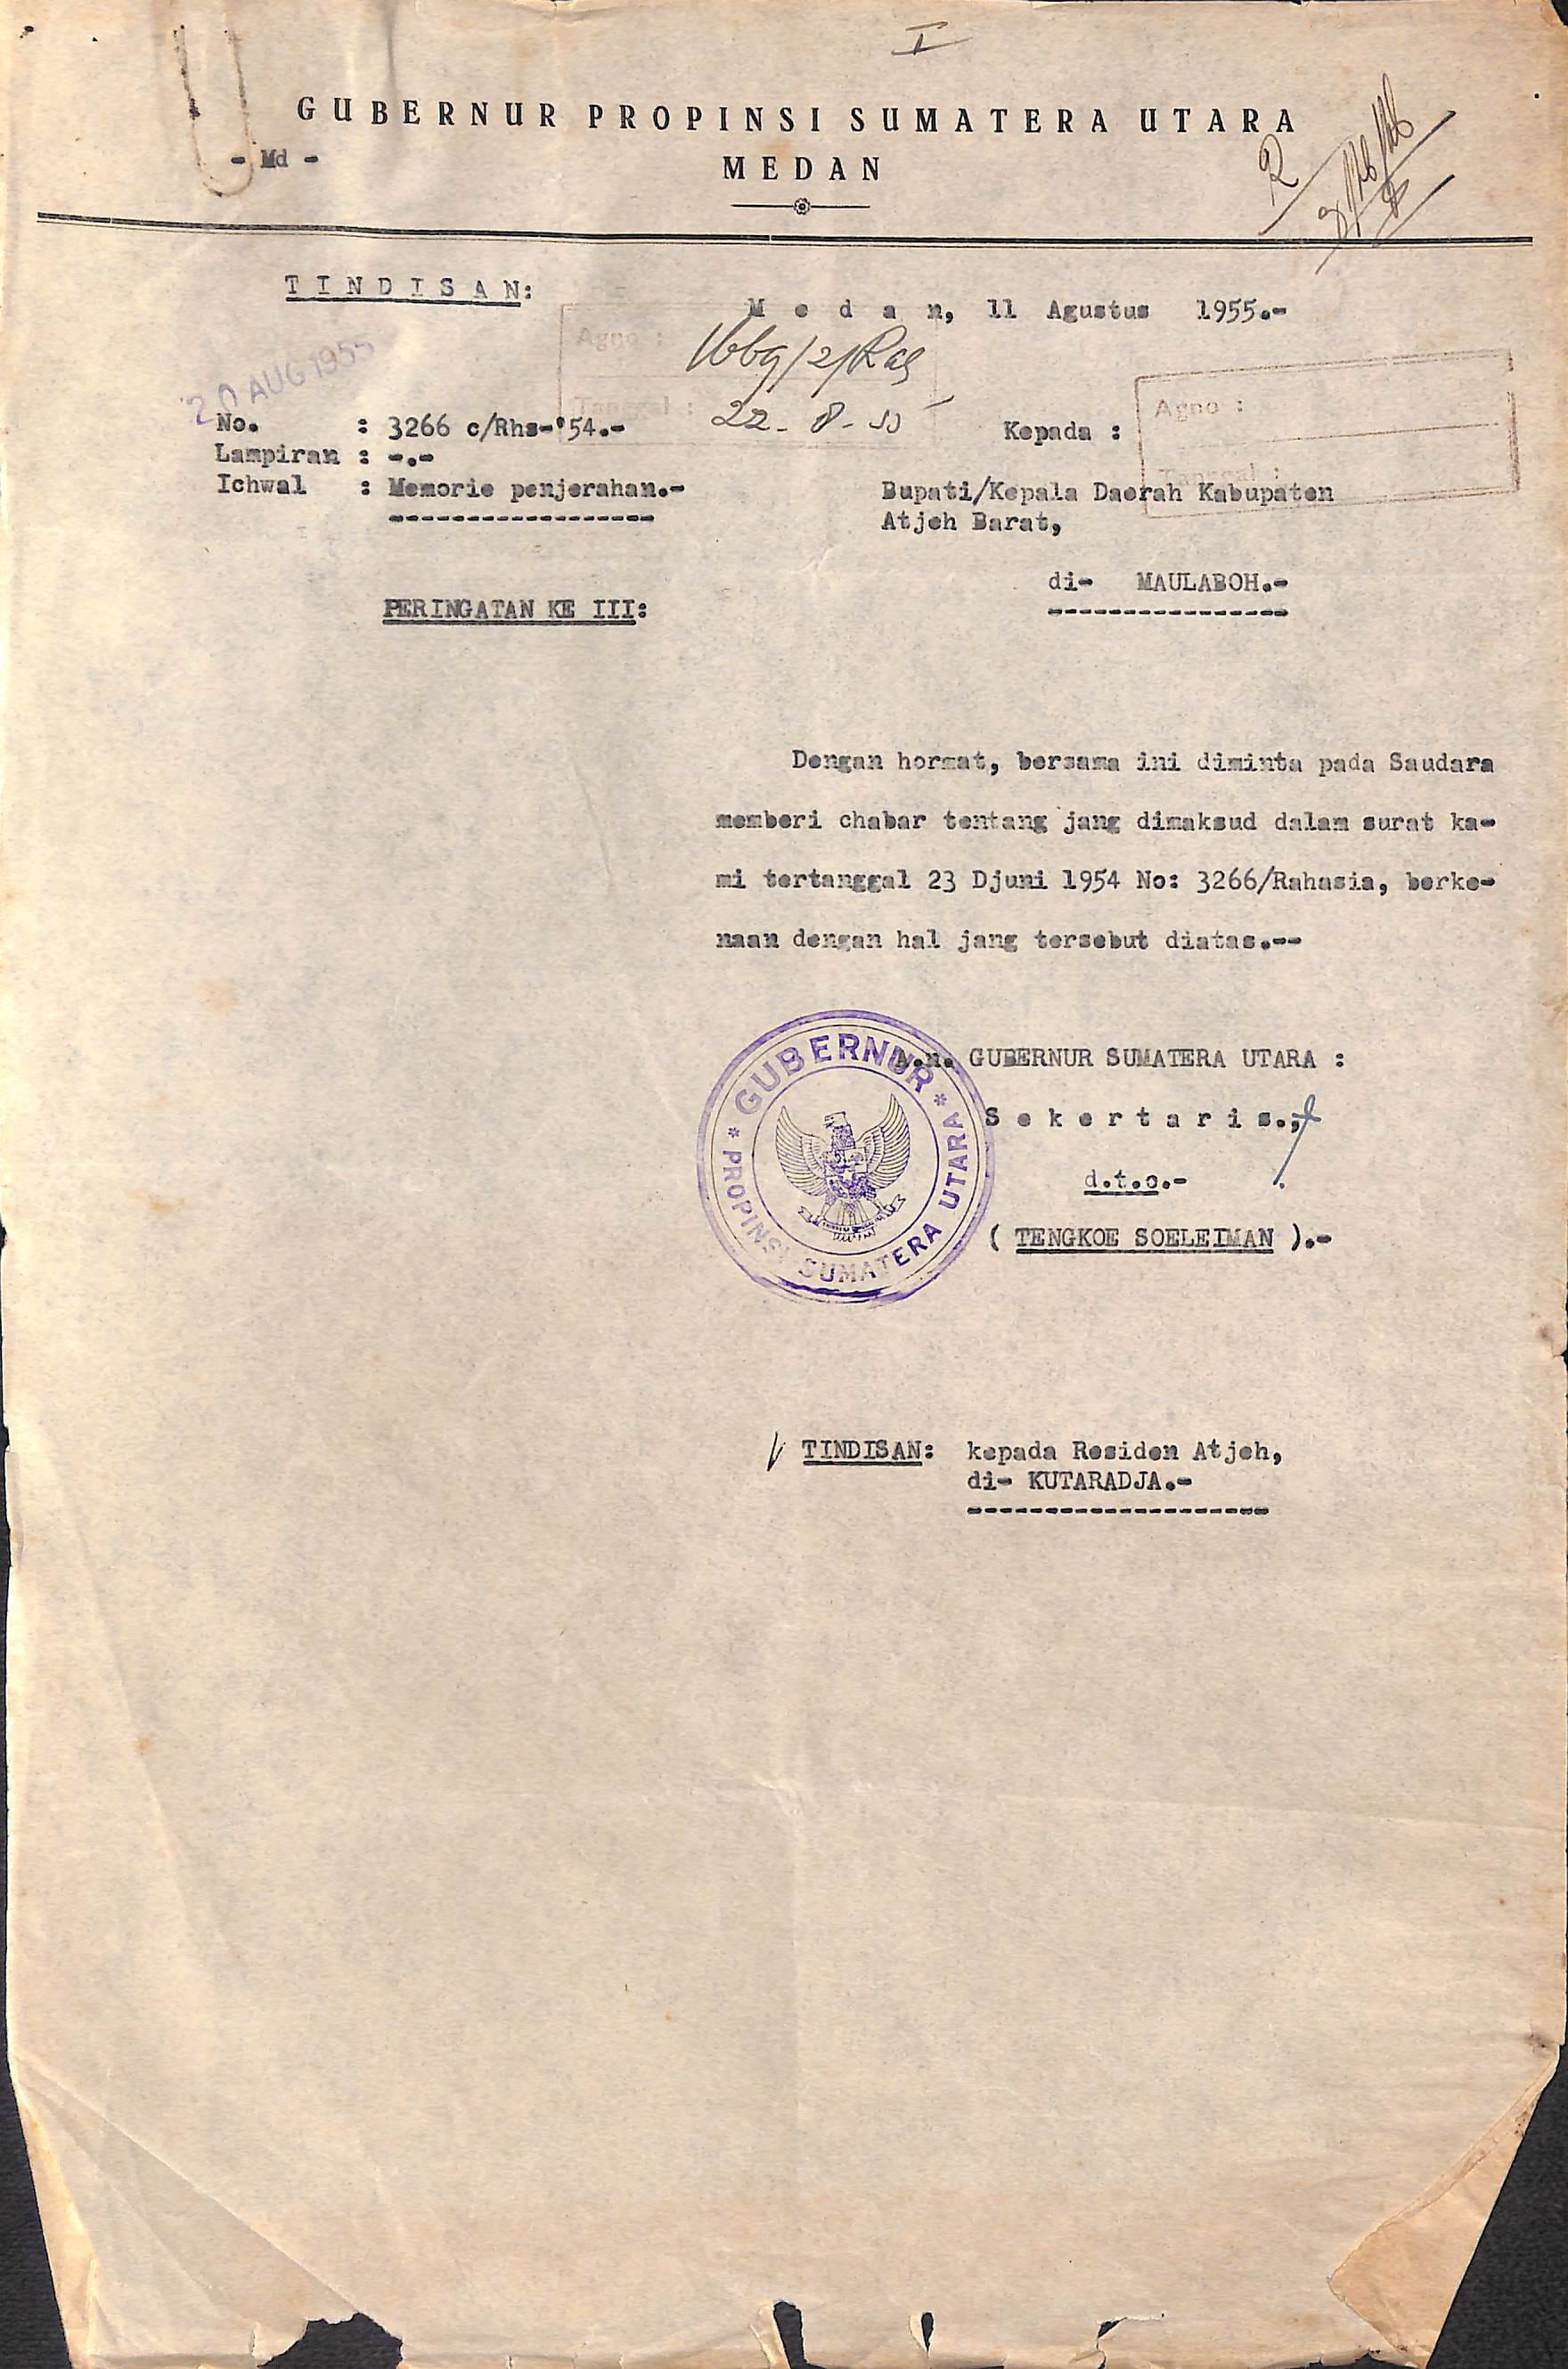 I
GUBERNUR PROPINSI SUMATERA UTARA
- Md -
MEDAN
R
TINDISAN:
M e d a n, 11 Agustus 1955.-
Agno :
20 AUG 1955
Tanggal : 22-8-55
No. : 3266 c/Rhs-'54.-
Kepada :
Agno :
Lampiran : -.-
Tanggal :
Ichwal : Memorie penjerahan.-
Bupati/Kepala Daerah Kabupaten
Atjeh Barat,
di- MAULABOH.-
PERINGATAN KE III:
Dengan hormat, bersama ini diminta pada Saudara
memberi chabar tentang jang dimaksud dalam surat ka-
mi tertanggal 23 Djuni 1954 No: 3266/Rahasia, berke-
naan dengan hal jang tersebut diatas.--
A.n. GUBERNUR SUMATERA UTARA :
S e k e r t a r i s.,
d.t.o.-
( TENGKOE SOELEIMAN ).-
* GUBERNUR * PROPINSI SUMATERA UTARA
TINDISAN: kepada Residen Atjeh,
di- KUTARADJA.-